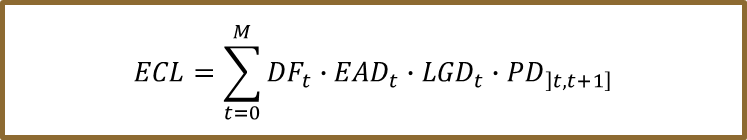 $ECL = \sum_{t=0}^{M} DF_t \cdot EAD_t \cdot LGD_t \cdot PD_{]t,t+1]}$